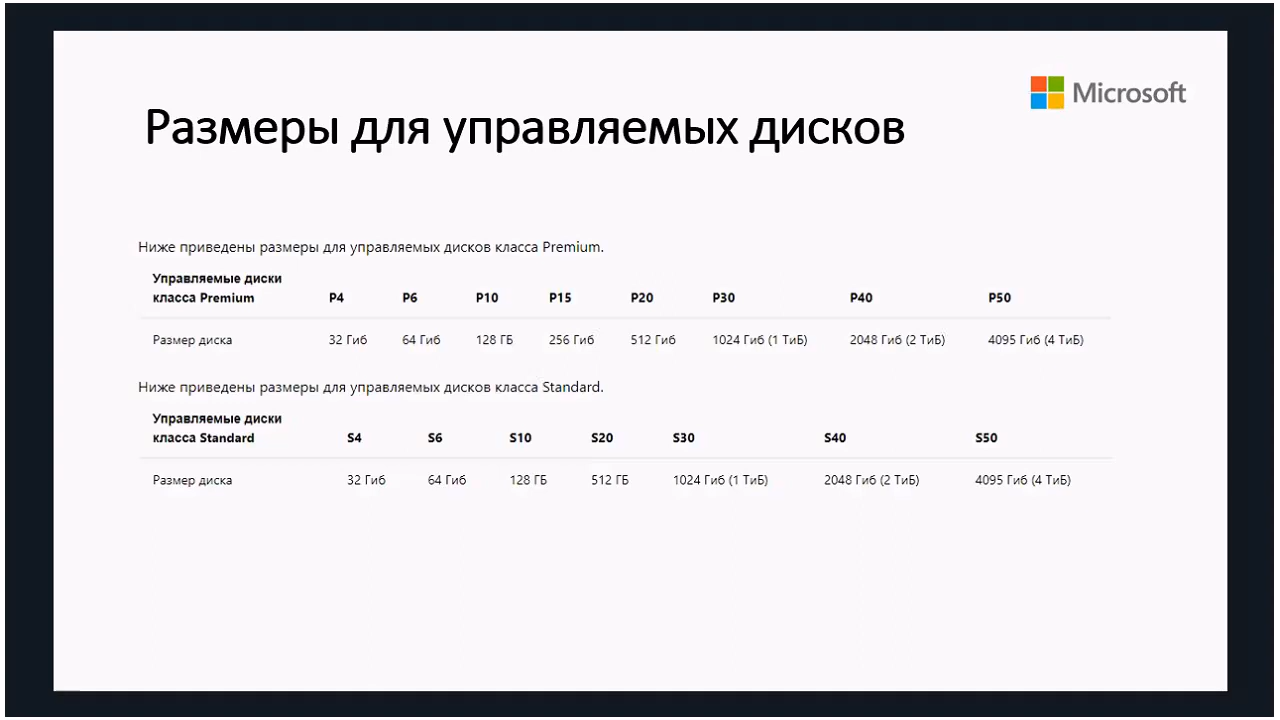 Microsoft
Размеры для управляемых дисков
Ниже приведены размеры для управляемых дисков класса Premium.
Управляемые диски
класса Premium P4 P6 P10 P15 P20 P30 P40 P50
Размер диска 32 Гиб 64 Гиб 128 ГБ 256 Гиб 512 Гиб 1024 Гиб (1 ТиБ) 2048 Гиб (2 ТиБ) 4095 Гиб (4 ТиБ)
Ниже приведены размеры для управляемых дисков класса Standard.
Управляемые диски
класса Standard S4 S6 S10 S20 S30 S40 S50
Размер диска 32 Гиб 64 Гиб 128 ГБ 512 ГБ 1024 Гиб (1 ТиБ) 2048 Гиб (2 ТиБ) 4095 Гиб (4 ТиБ)